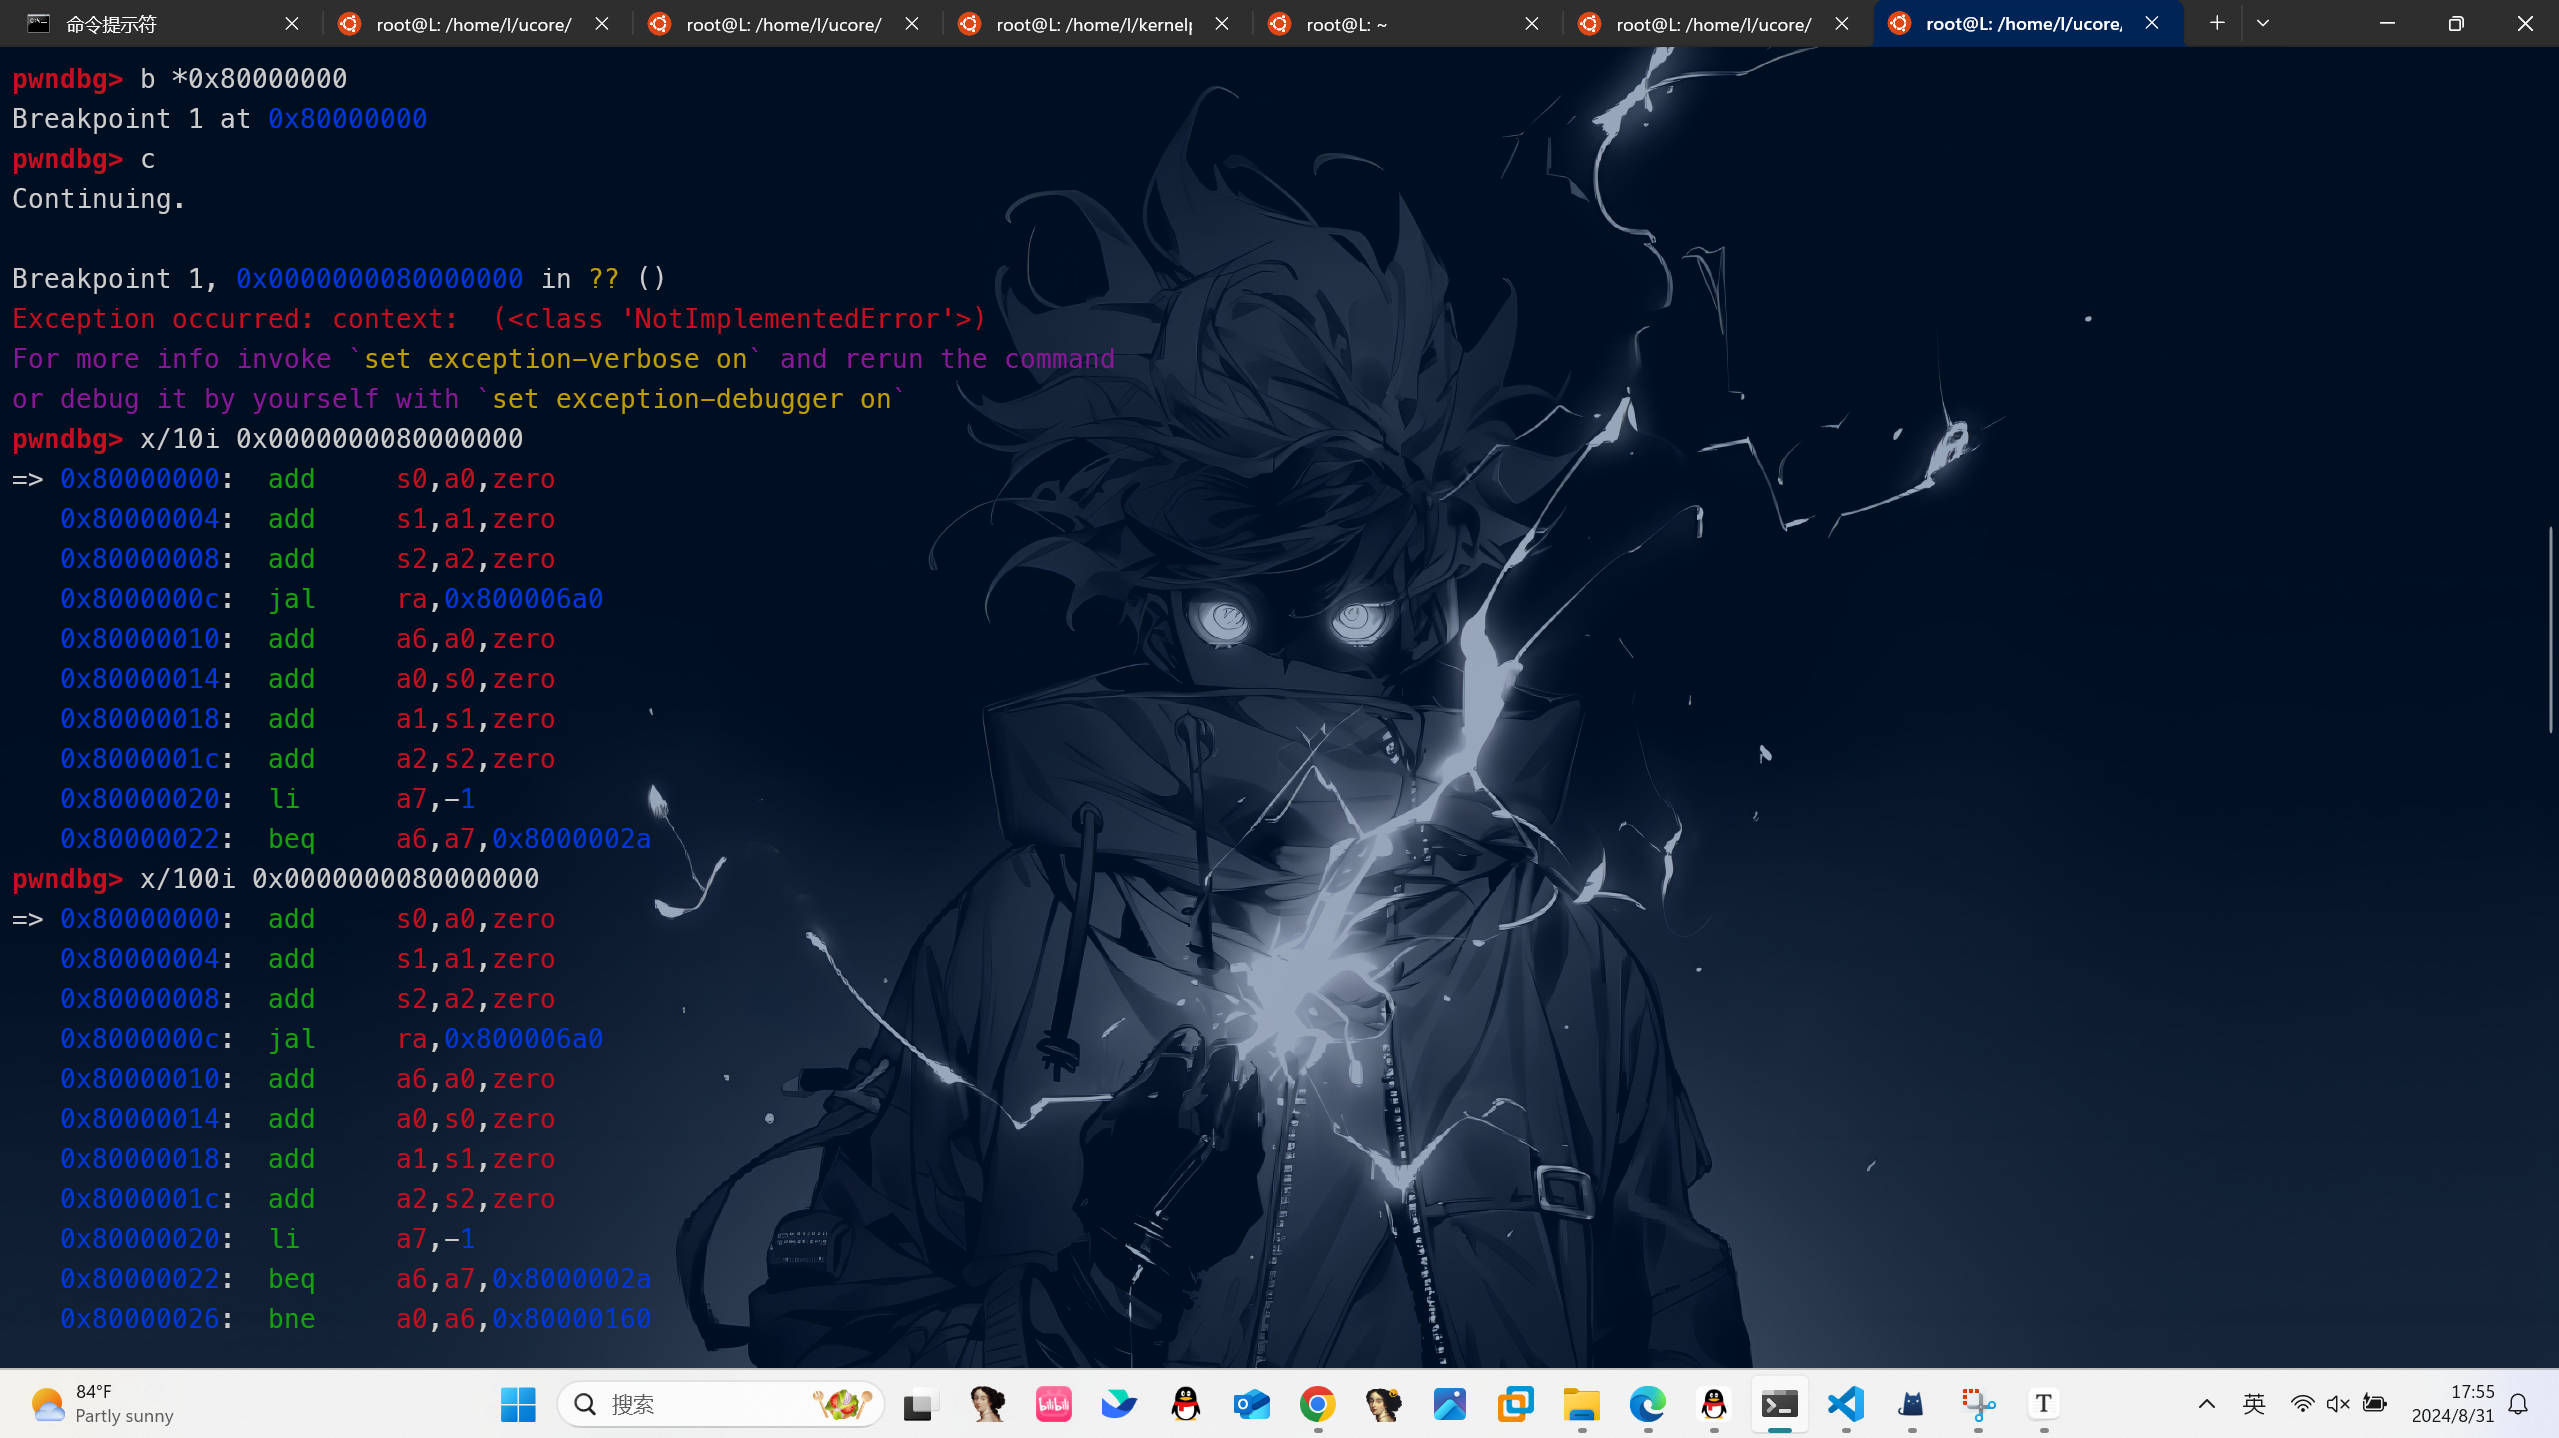 命令提示符
root@L: /home/l/ucore/
root@L: /home/l/ucore/
root@L: /home/l/kernelp
root@L: ~
root@L: /home/l/ucore/
root@L: /home/l/ucore/
pwndbg> b *0x80000000
Breakpoint 1 at 0x80000000
pwndbg> c
Continuing.
Breakpoint 1, 0x0000000080000000 in ?? ()
Exception occurred: context:  (<class 'NotImplementedError'>)
For more info invoke `set exception-verbose on` and rerun the command
or debug it by yourself with `set exception-debugger on`
pwndbg> x/10i 0x0000000080000000
=> 0x80000000:  add     s0,a0,zero
   0x80000004:  add     s1,a1,zero
   0x80000008:  add     s2,a2,zero
   0x8000000c:  jal     ra,0x800006a0
   0x80000010:  add     a6,a0,zero
   0x80000014:  add     a0,s0,zero
   0x80000018:  add     a1,s1,zero
   0x8000001c:  add     a2,s2,zero
   0x80000020:  li      a7,-1
   0x80000022:  beq     a6,a7,0x8000002a
pwndbg> x/100i 0x0000000080000000
=> 0x80000000:  add     s0,a0,zero
   0x80000004:  add     s1,a1,zero
   0x80000008:  add     s2,a2,zero
   0x8000000c:  jal     ra,0x800006a0
   0x80000010:  add     a6,a0,zero
   0x80000014:  add     a0,s0,zero
   0x80000018:  add     a1,s1,zero
   0x8000001c:  add     a2,s2,zero
   0x80000020:  li      a7,-1
   0x80000022:  beq     a6,a7,0x8000002a
   0x80000026:  bne     a0,a6,0x80000160
84°F
Partly sunny
搜索
bilibili
英
17:55
2024/8/31